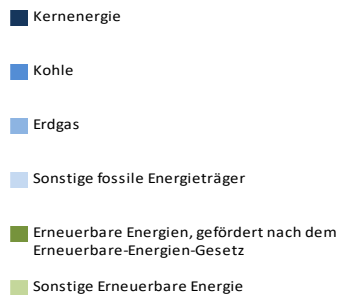 Kernenergie
Kohle
Erdgas
Sonstige fossile Energieträger
Erneuerbare Energien, gefördert nach dem
Erneuerbare-Energien-Gesetz
Sonstige Erneuerbare Energie